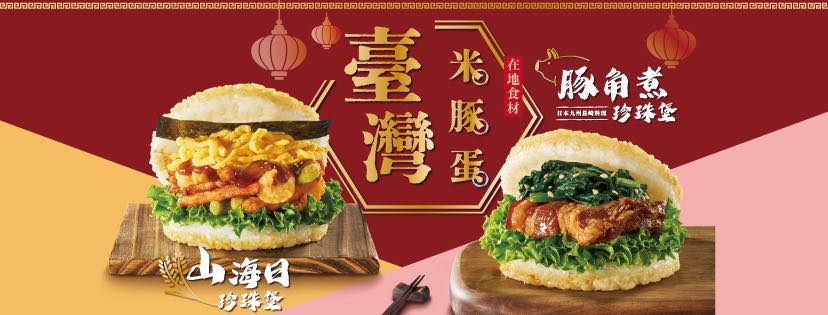 臺灣
米豚蛋
在地食材
豚角煮
日本九州長崎料理
珍珠堡
山海日
珍珠堡